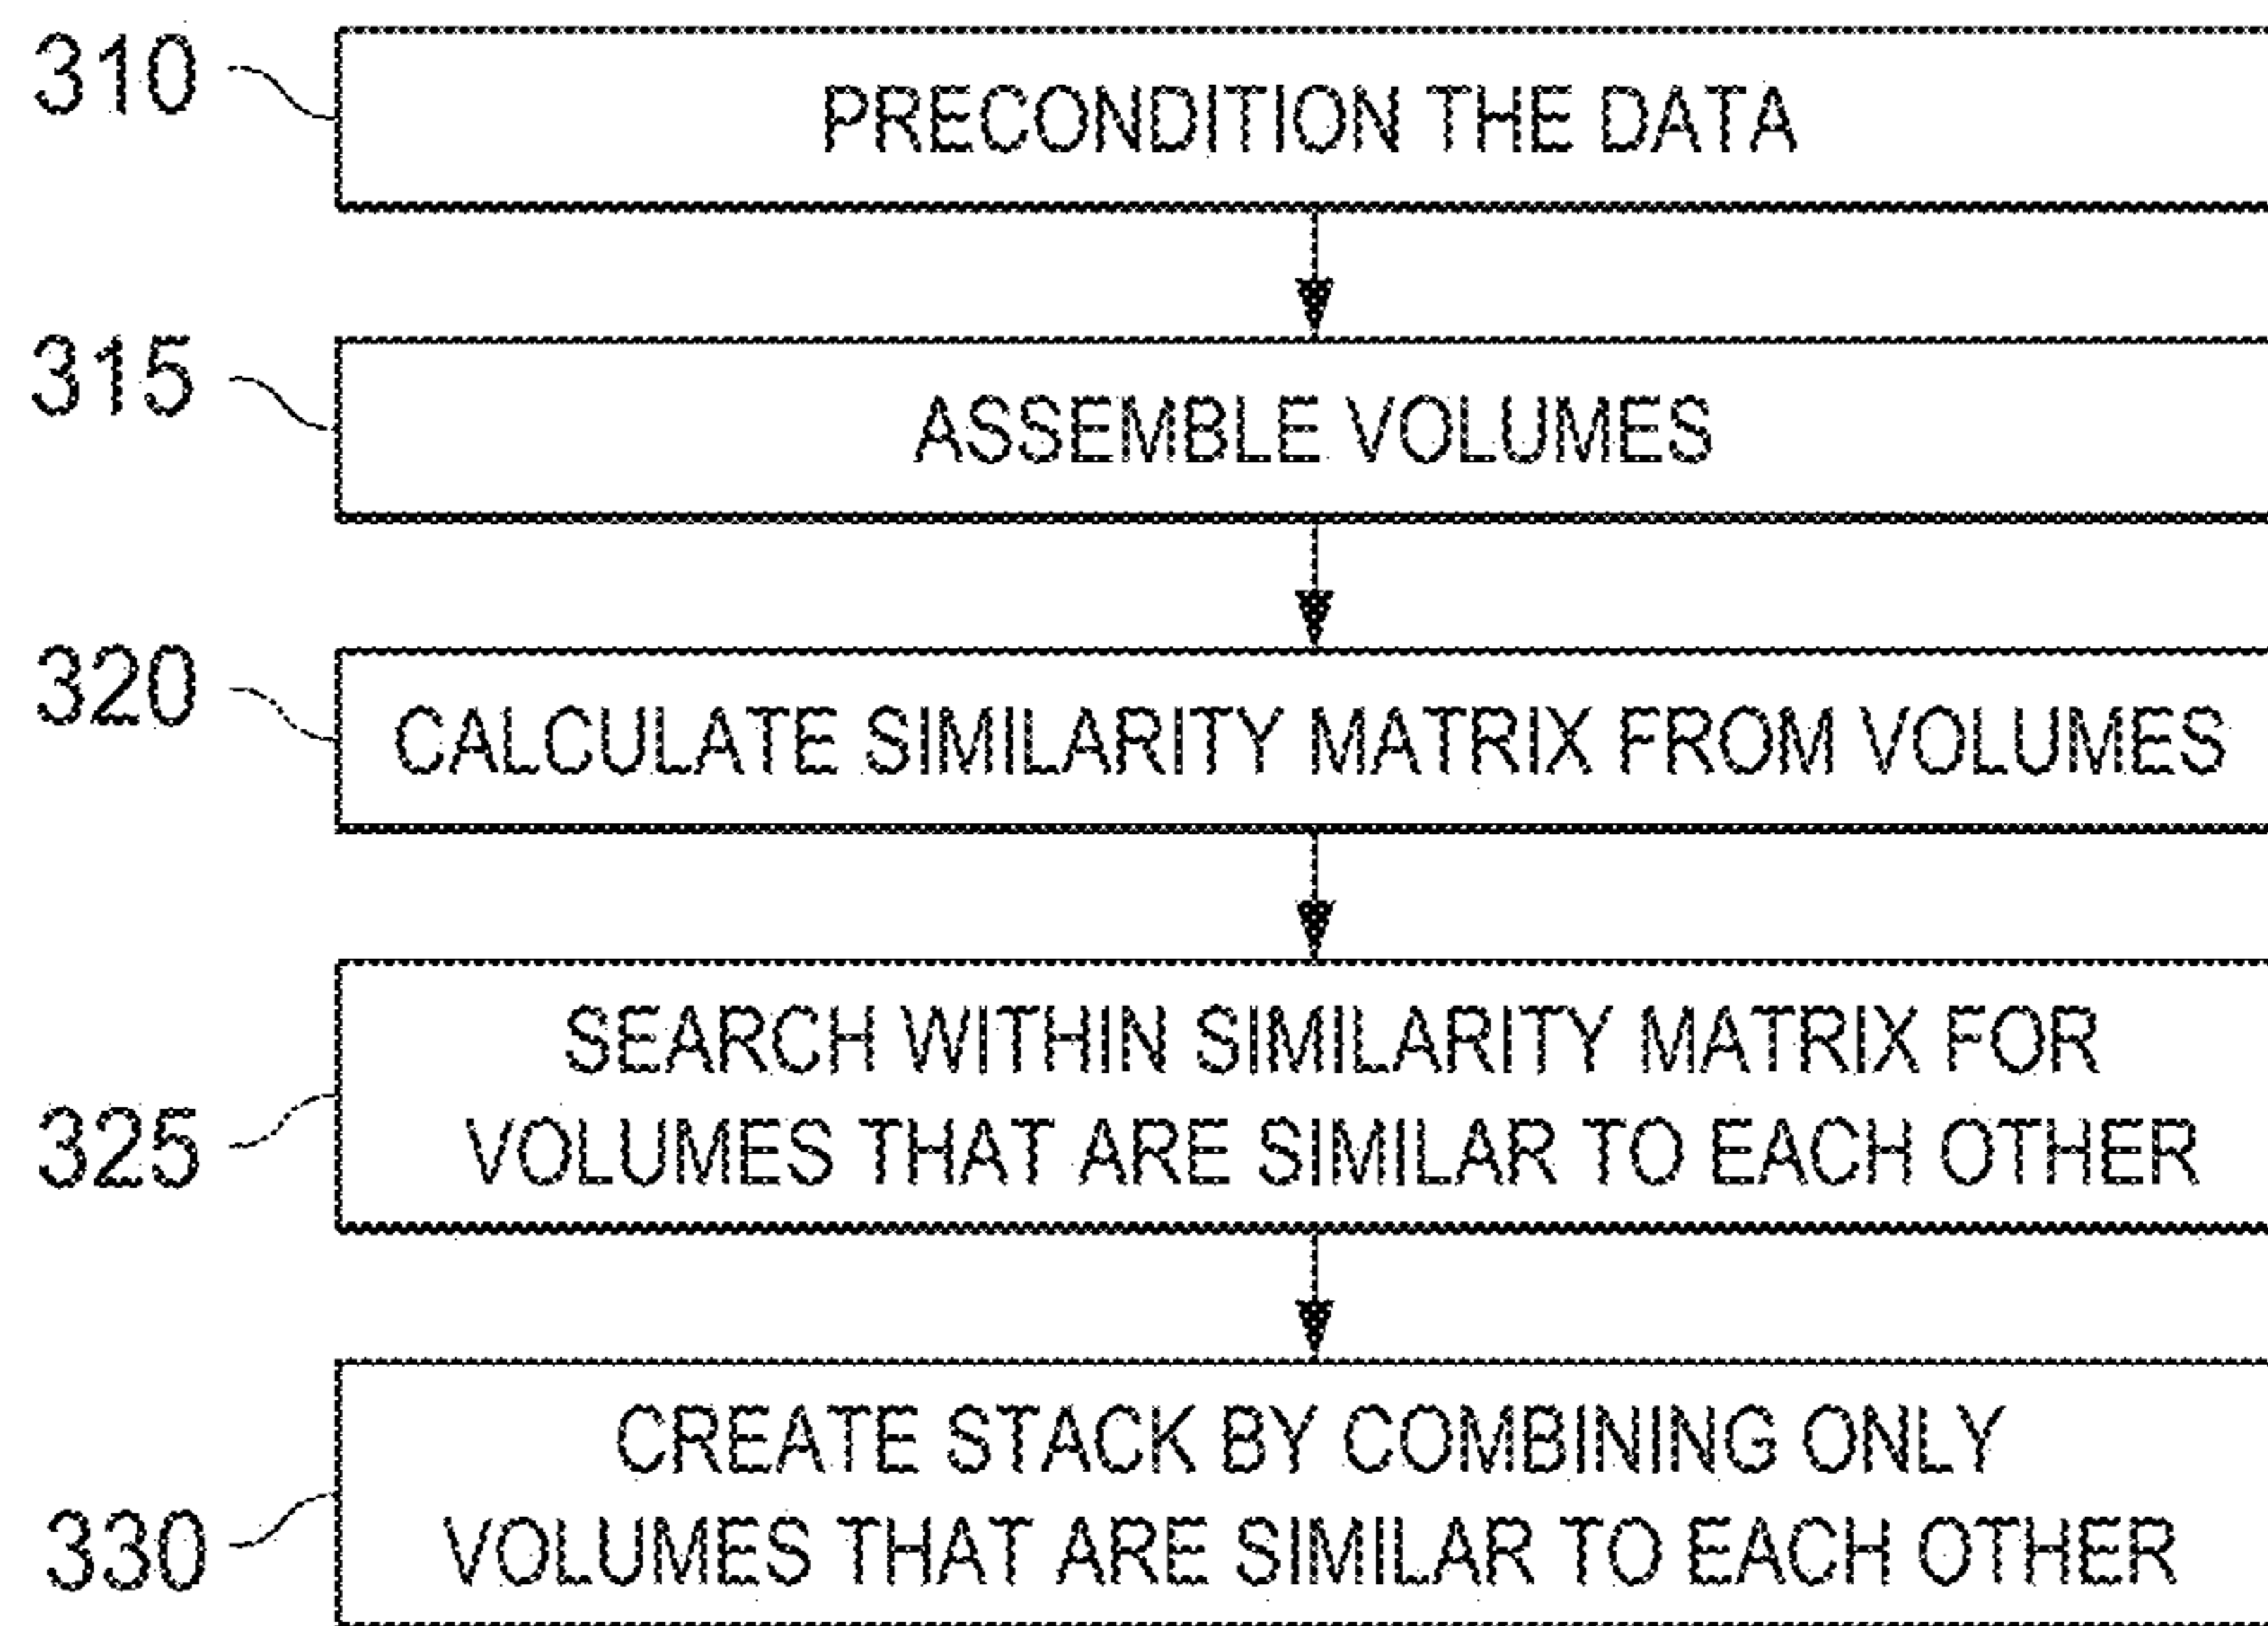 310
PRECONDITION THE DATA
315
ASSEMBLE VOLUMES
320
CALCULATE SIMILARITY MATRIX FROM VOLUMES
325
SEARCH WITHIN SIMILARITY MATRIX FOR
VOLUMES THAT ARE SIMILAR TO EACH OTHER
330
CREATE STACK BY COMBINING ONLY
VOLUMES THAT ARE SIMILAR TO EACH OTHER